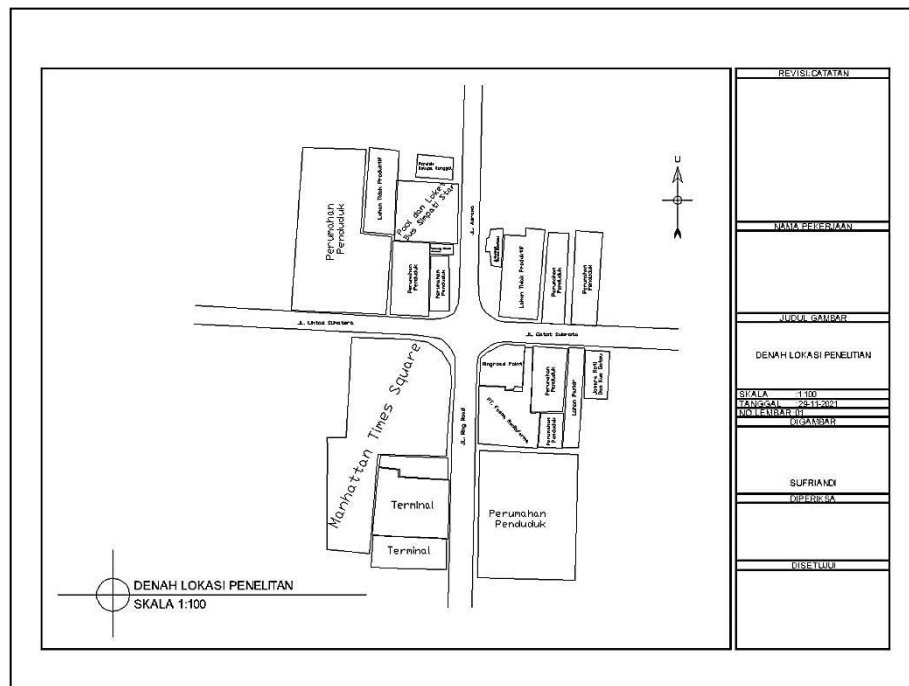 Perumahan
Penduduk
Lahan Tidak Produktif
Pool dan Loket
Bus Simpati Star
Perumahan
Penduduk
Perumahan
Penduduk
U
Lahan Tidak Produktif
Perumahan
Penduduk
Perumahan
Penduduk
JL. Lintas Sumatera
JL. Gatot Subroto
JL. Ring Road
Manhattan Times Square
Ringroad Point
Perumahan
Penduduk
Lahan Parkir
Perumahan
Penduduk
Terminal
Terminal
Perumahan
Penduduk
DENAH LOKASI PENELITAN
SKALA 1:100
REVISI:CATATAN
NAMA PEKERJAAN
JUDUL GAMBAR
DENAH LOKASI PENELITIAN
SKALA :1:100
TANGGAL :29-11-2021
NO.LEMBAR :01
DIGAMBAR
SUFRIANDI
DIPERIKSA
DISETUJUI